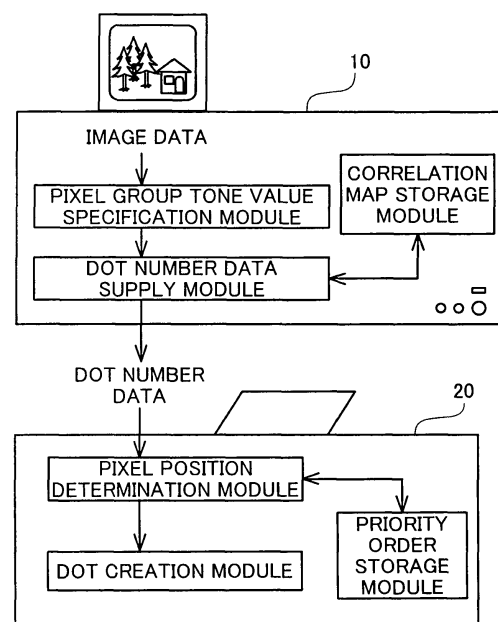 10
IMAGE DATA
PIXEL GROUP TONE VALUE
SPECIFICATION MODULE
CORRELATION
MAP STORAGE
MODULE
DOT NUMBER DATA
SUPPLY MODULE
DOT NUMBER
DATA
20
PIXEL POSITION
DETERMINATION MODULE
PRIORITY
ORDER
STORAGE
MODULE
DOT CREATION MODULE